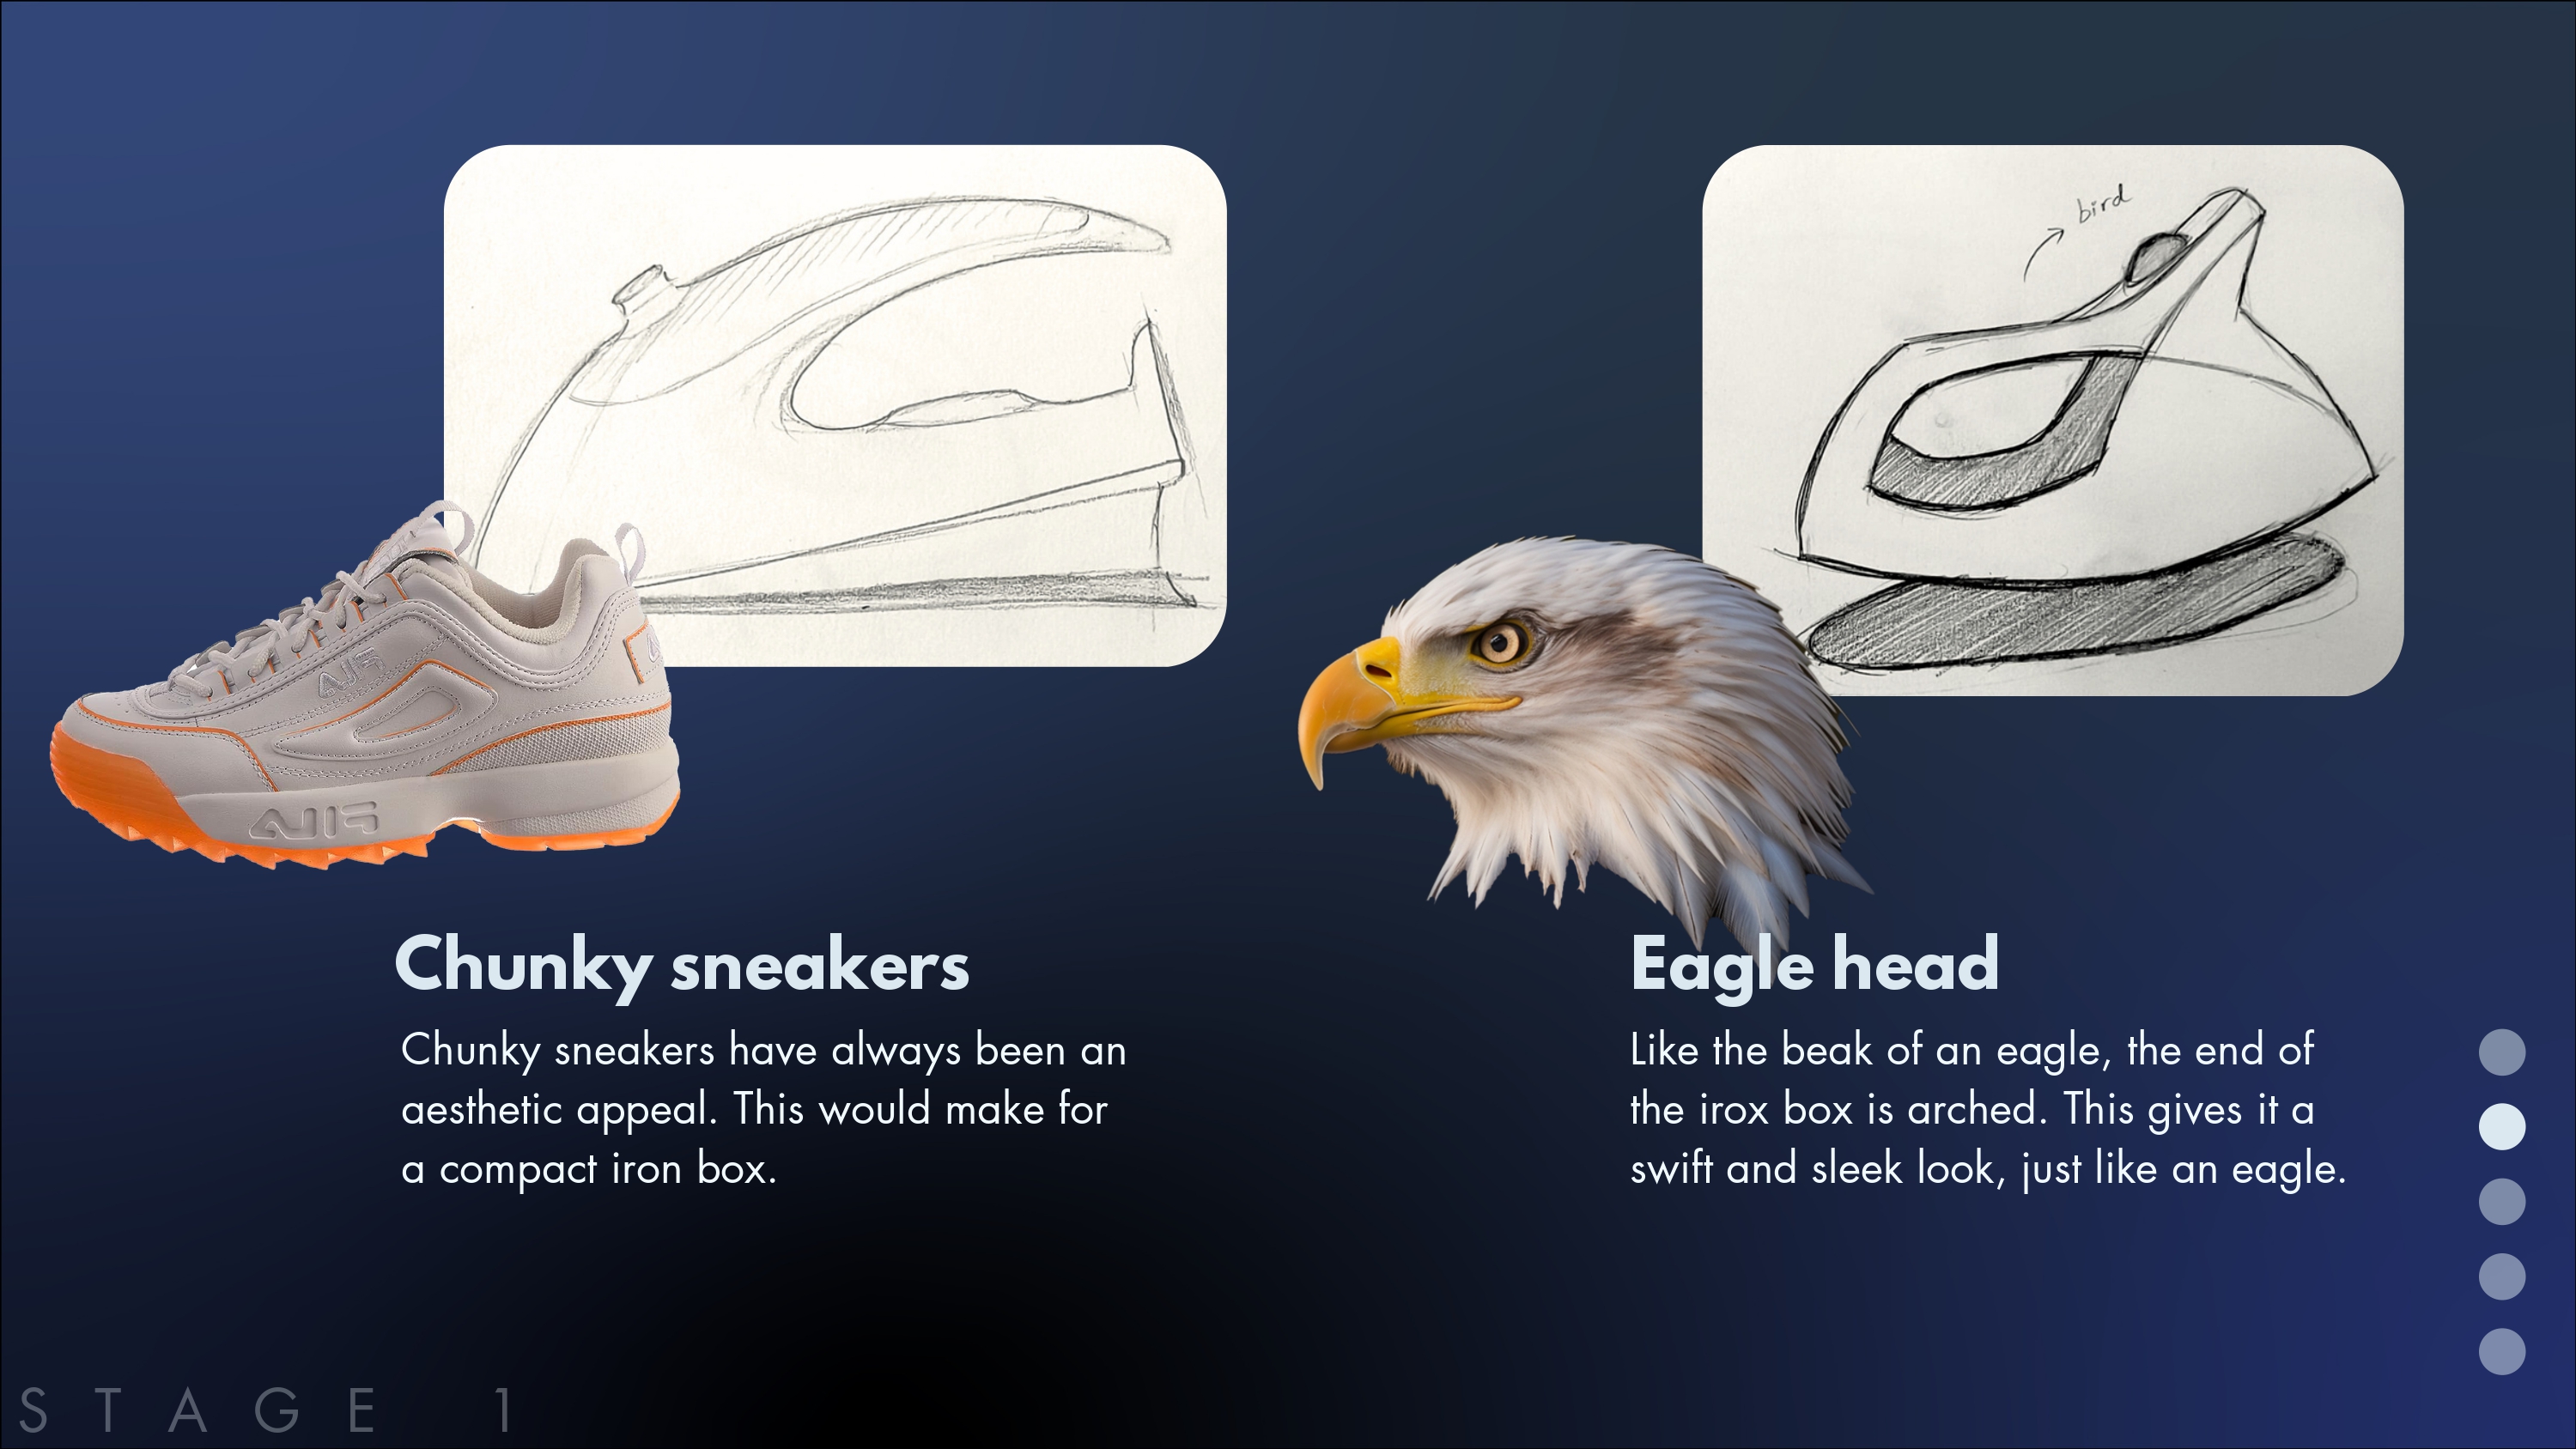 bird
AJIF
AJIF
Chunky sneakers
Chunky sneakers have always been an
aesthetic appeal. This would make for
a compact iron box.
Eagle head
Like the beak of an eagle, the end of
the irox box is arched. This gives it a
swift and sleek look, just like an eagle.
STAGE 1